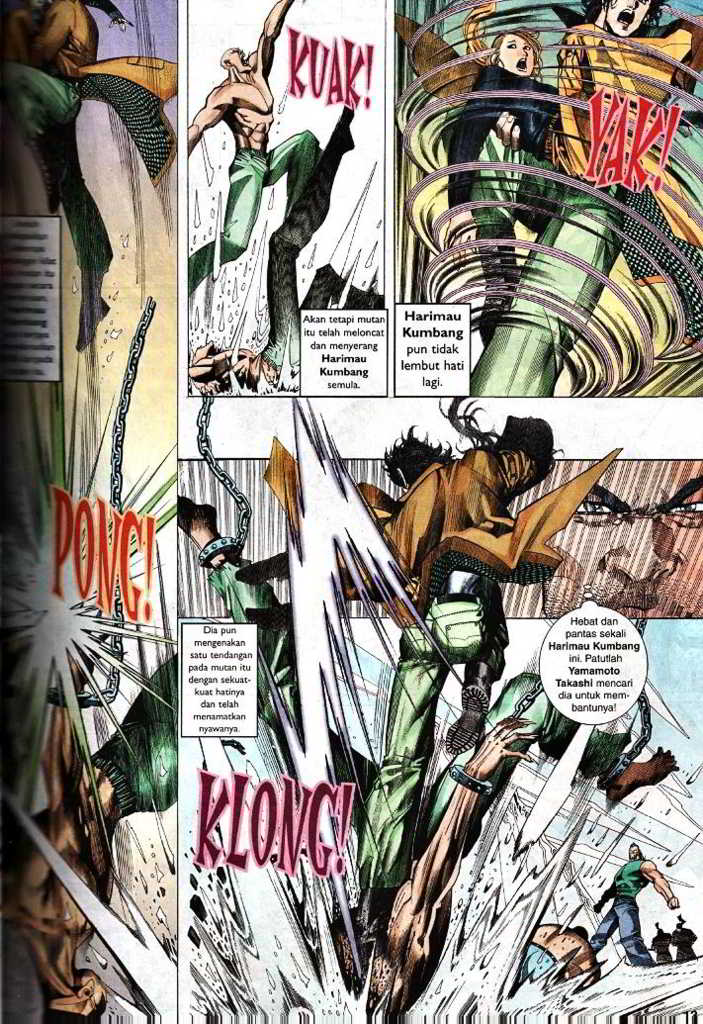 KUAK!
YAK!
Akan tetapi mutan
itu telah meloncat
dan menyerang
Harimau
Kumbang
semula.
Harimau
Kumbang
pun tidak
lembut hati
lagi.
PONG!
Dia pun
mengenakan
satu tendangan
pada mutan itu
dengan sekuat-
kuat hatinya
dan telah
menamatkan
nyawanya.
Hebat dan
pantas sekali
Harimau Kumbang
ini. Patutlah
Yamamoto
Takashi mencari
dia untuk mem-
bantunya!
KLONG!